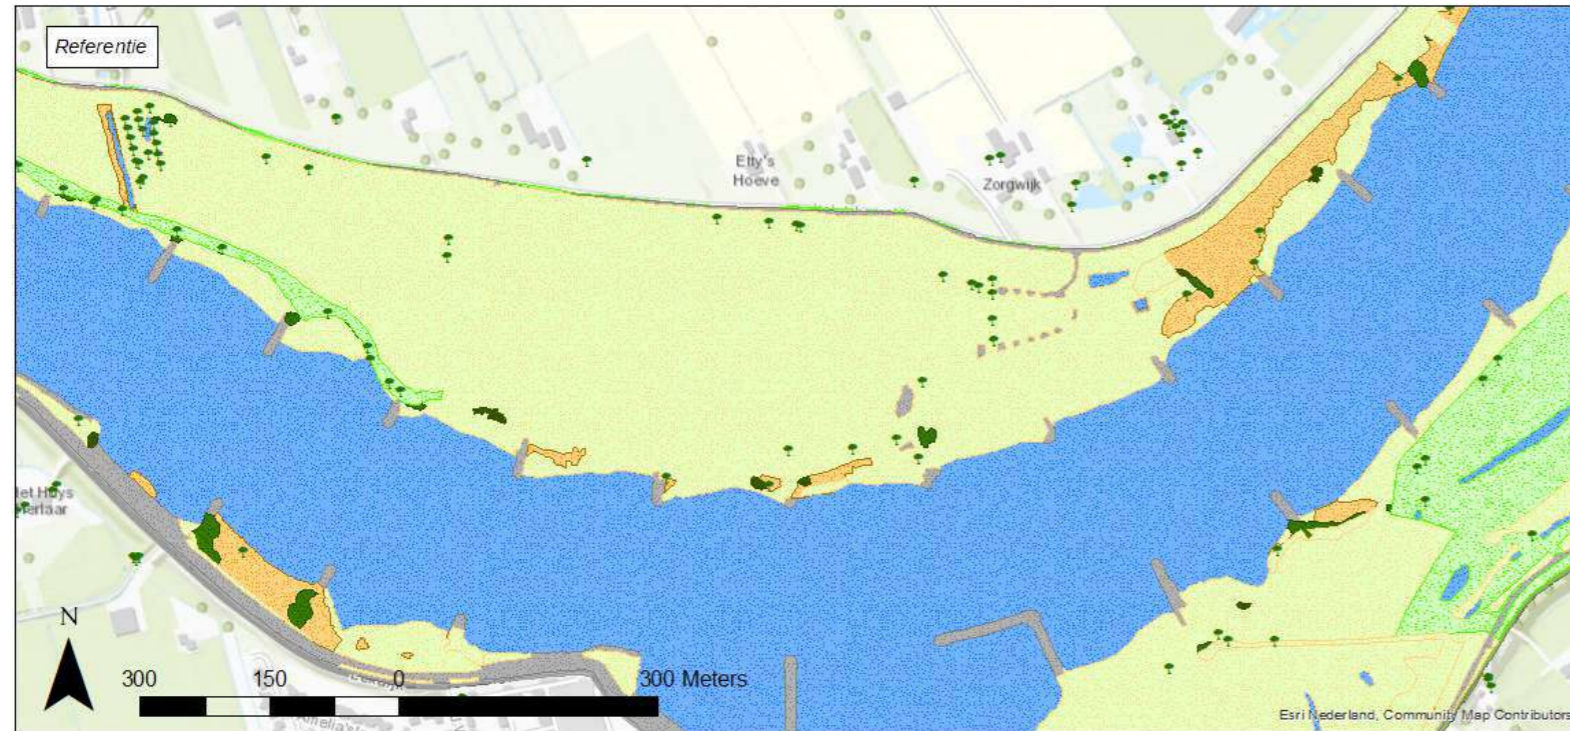 Referentie
Etty's
Hoeve
Zorgwijk
N
300 150 0 300 Meters
Esri Nederland, Community Map Contributors